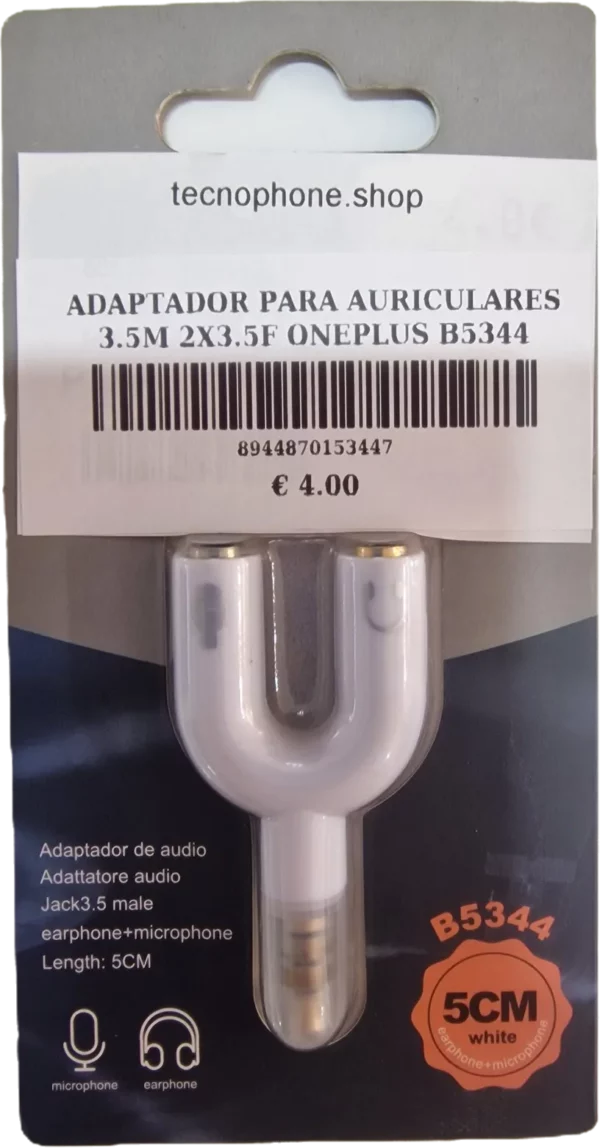 tecnophone.shop
ADAPTADOR PARA AURICULARES
3.5M 2X3.5F ONEPLUS B5344
8944870153447
€ 4.00
Adaptador de audio
Adattatore audio
Jack3.5 male
earphone+microphone
Length: 5CM
microphone
earphone
B5344
5CM
white
earphone+microphone